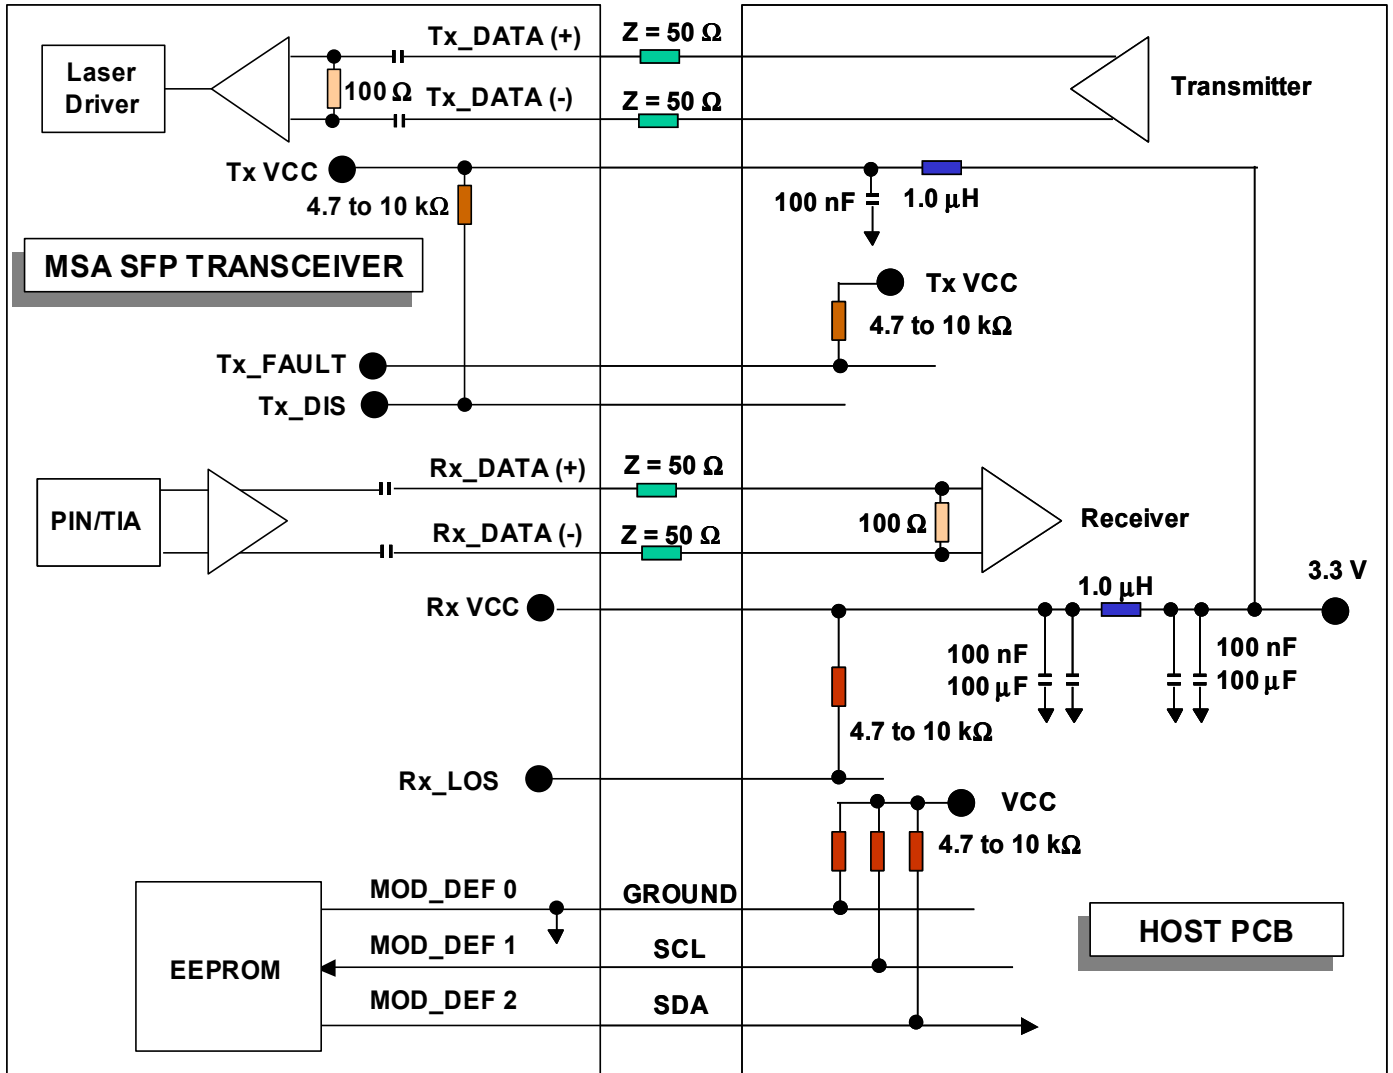 Tx_DATA (+)
Z = 50 Ω
Laser
Driver
100 Ω
Tx_DATA (-)
Z = 50 Ω
Transmitter
Tx VCC
4.7 to 10 kΩ
100 nF
1.0 µH
MSA SFP TRANSCEIVER
Tx VCC
4.7 to 10 kΩ
Tx_FAULT
Tx_DIS
Rx_DATA (+)
Z = 50 Ω
PIN/TIA
Rx_DATA (-)
Z = 50 Ω
100 Ω
Receiver
3.3 V
Rx VCC
1.0 µH
100 nF
100 µF
100 nF
100 µF
4.7 to 10 kΩ
Rx_LOS
VCC
4.7 to 10 kΩ
MOD_DEF 0
GROUND
HOST PCB
MOD_DEF 1
SCL
EEPROM
MOD_DEF 2
SDA